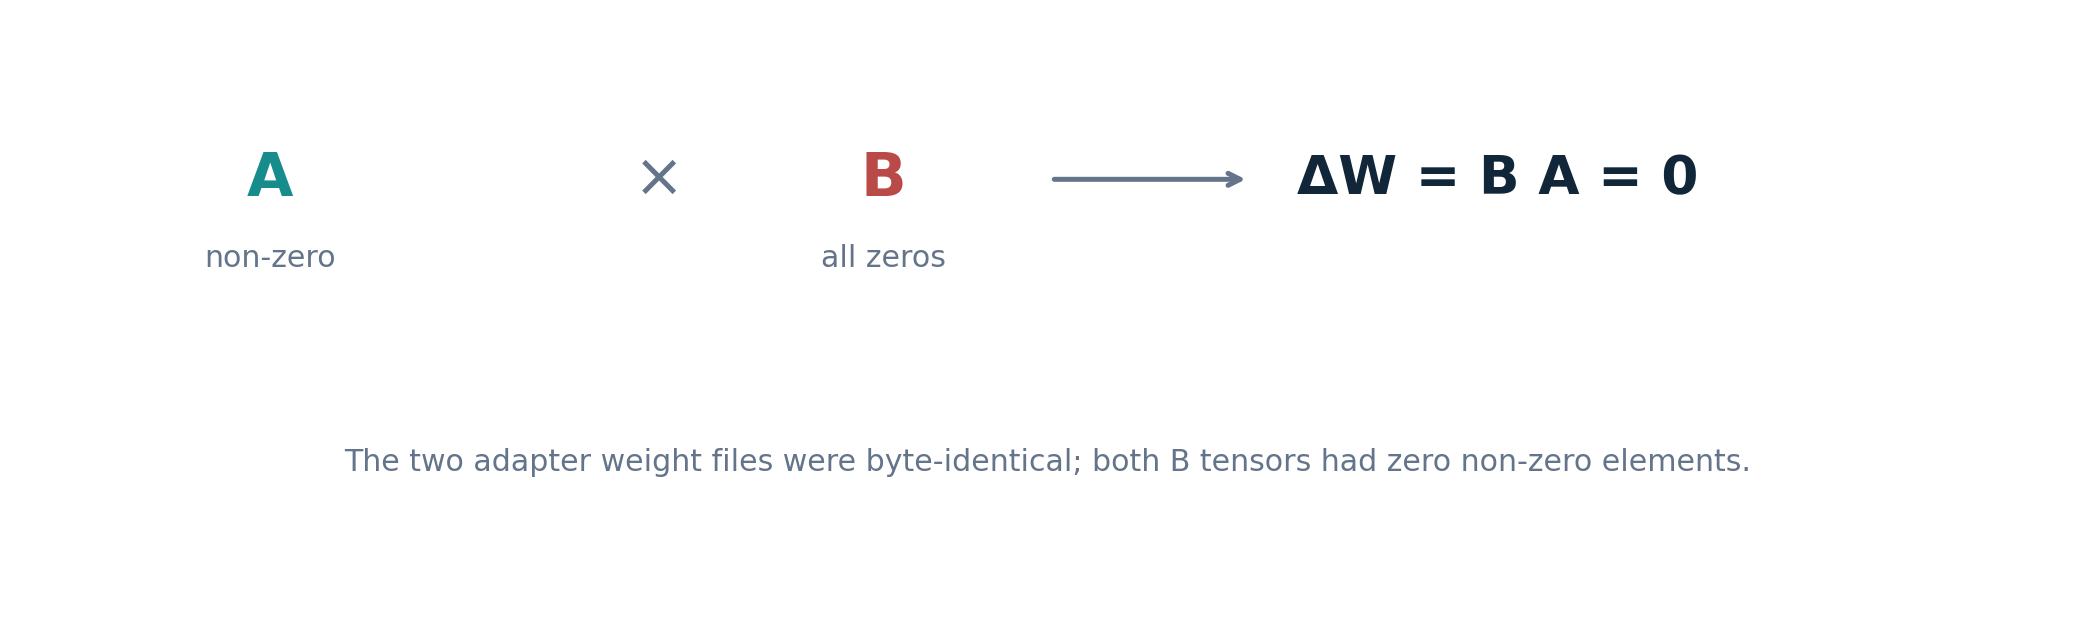 A × B ΔW = B A = 0
non-zero all zeros
The two adapter weight files were byte-identical; both B tensors had zero non-zero elements.